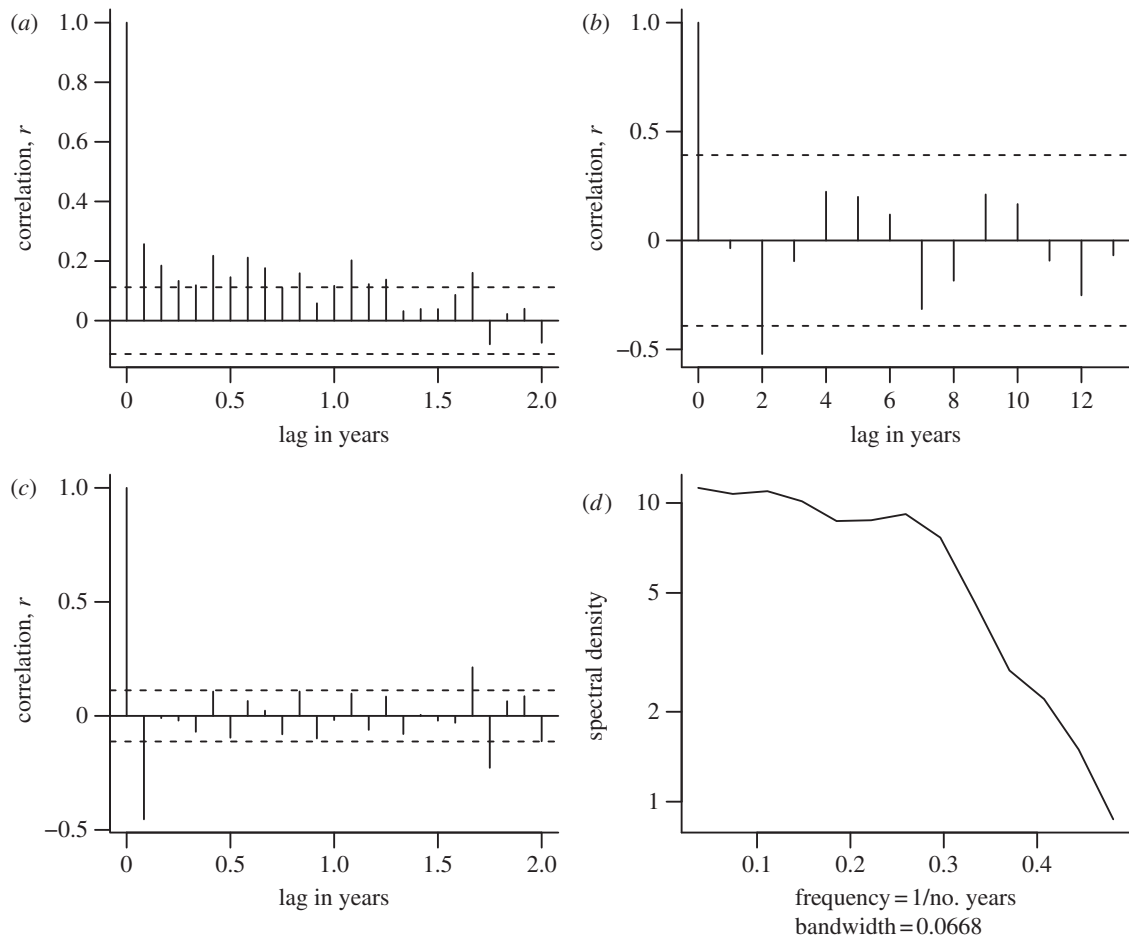 (a)
1.0
0.8
0.6
0.4
0.2
0
correlation, r
0 0.5 1.0 1.5 2.0
lag in years
(b)
1.0
0.5
0
−0.5
correlation, r
0 2 4 6 8 10 12
lag in years
(c)
1.0
0.5
0
−0.5
correlation, r
0 0.5 1.0 1.5 2.0
lag in years
(d)
10
5
2
1
spectral density
0.1 0.2 0.3 0.4
frequency = 1/no. years
bandwidth = 0.0668